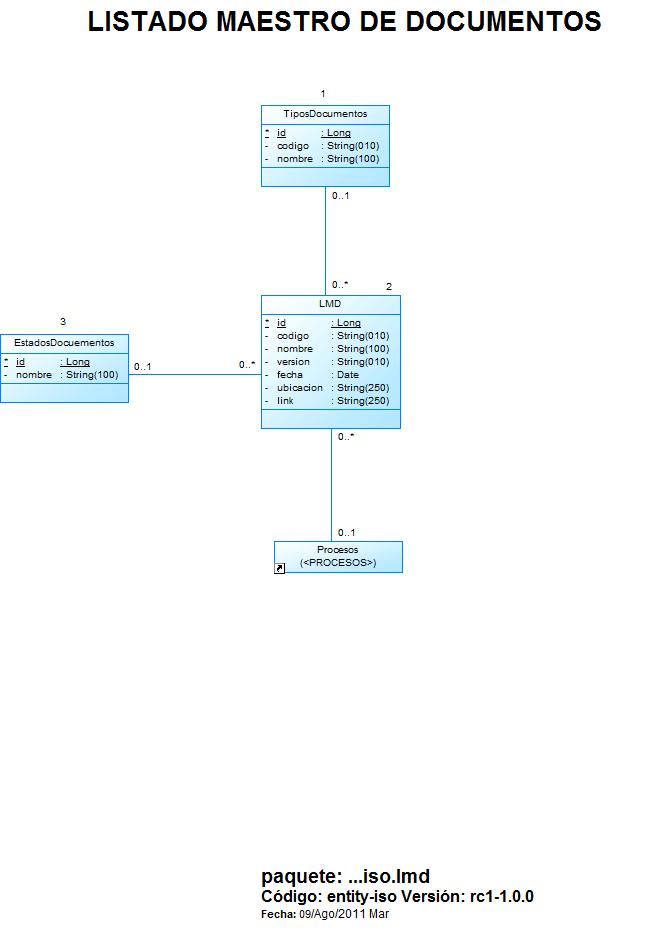 LISTADO MAESTRO DE DOCUMENTOS
1
TiposDocumentos
* id : Long
- codigo : String(010)
- nombre : String(100)
0..1
0..*
2
LMD
* id : Long
- codigo : String(010)
- nombre : String(100)
- version : String(010)
- fecha : Date
- ubicacion : String(250)
- link : String(250)
3
EstadosDocuementos
* id : Long
- nombre : String(100)
0..1
0..*
0..*
0..1
Procesos
(<PROCESOS>)
paquete: ...iso.lmd
Código: entity-iso Versión: rc1-1.0.0
Fecha: 09/Ago/2011 Mar